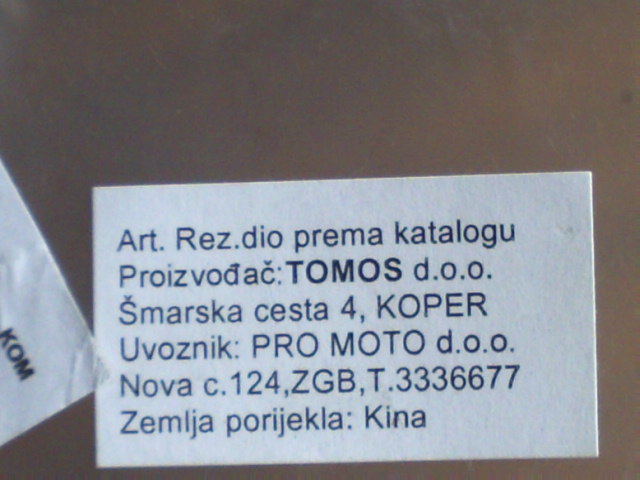 Art. Rez.dio prema katalogu
Proizvođač:TOMOS d.o.o.
Šmarska cesta 4, KOPER
Uvoznik: PRO MOTO d.o.o.
Nova c.124,ZGB,T.3336677
Zemlja porijekla: Kina
KOM